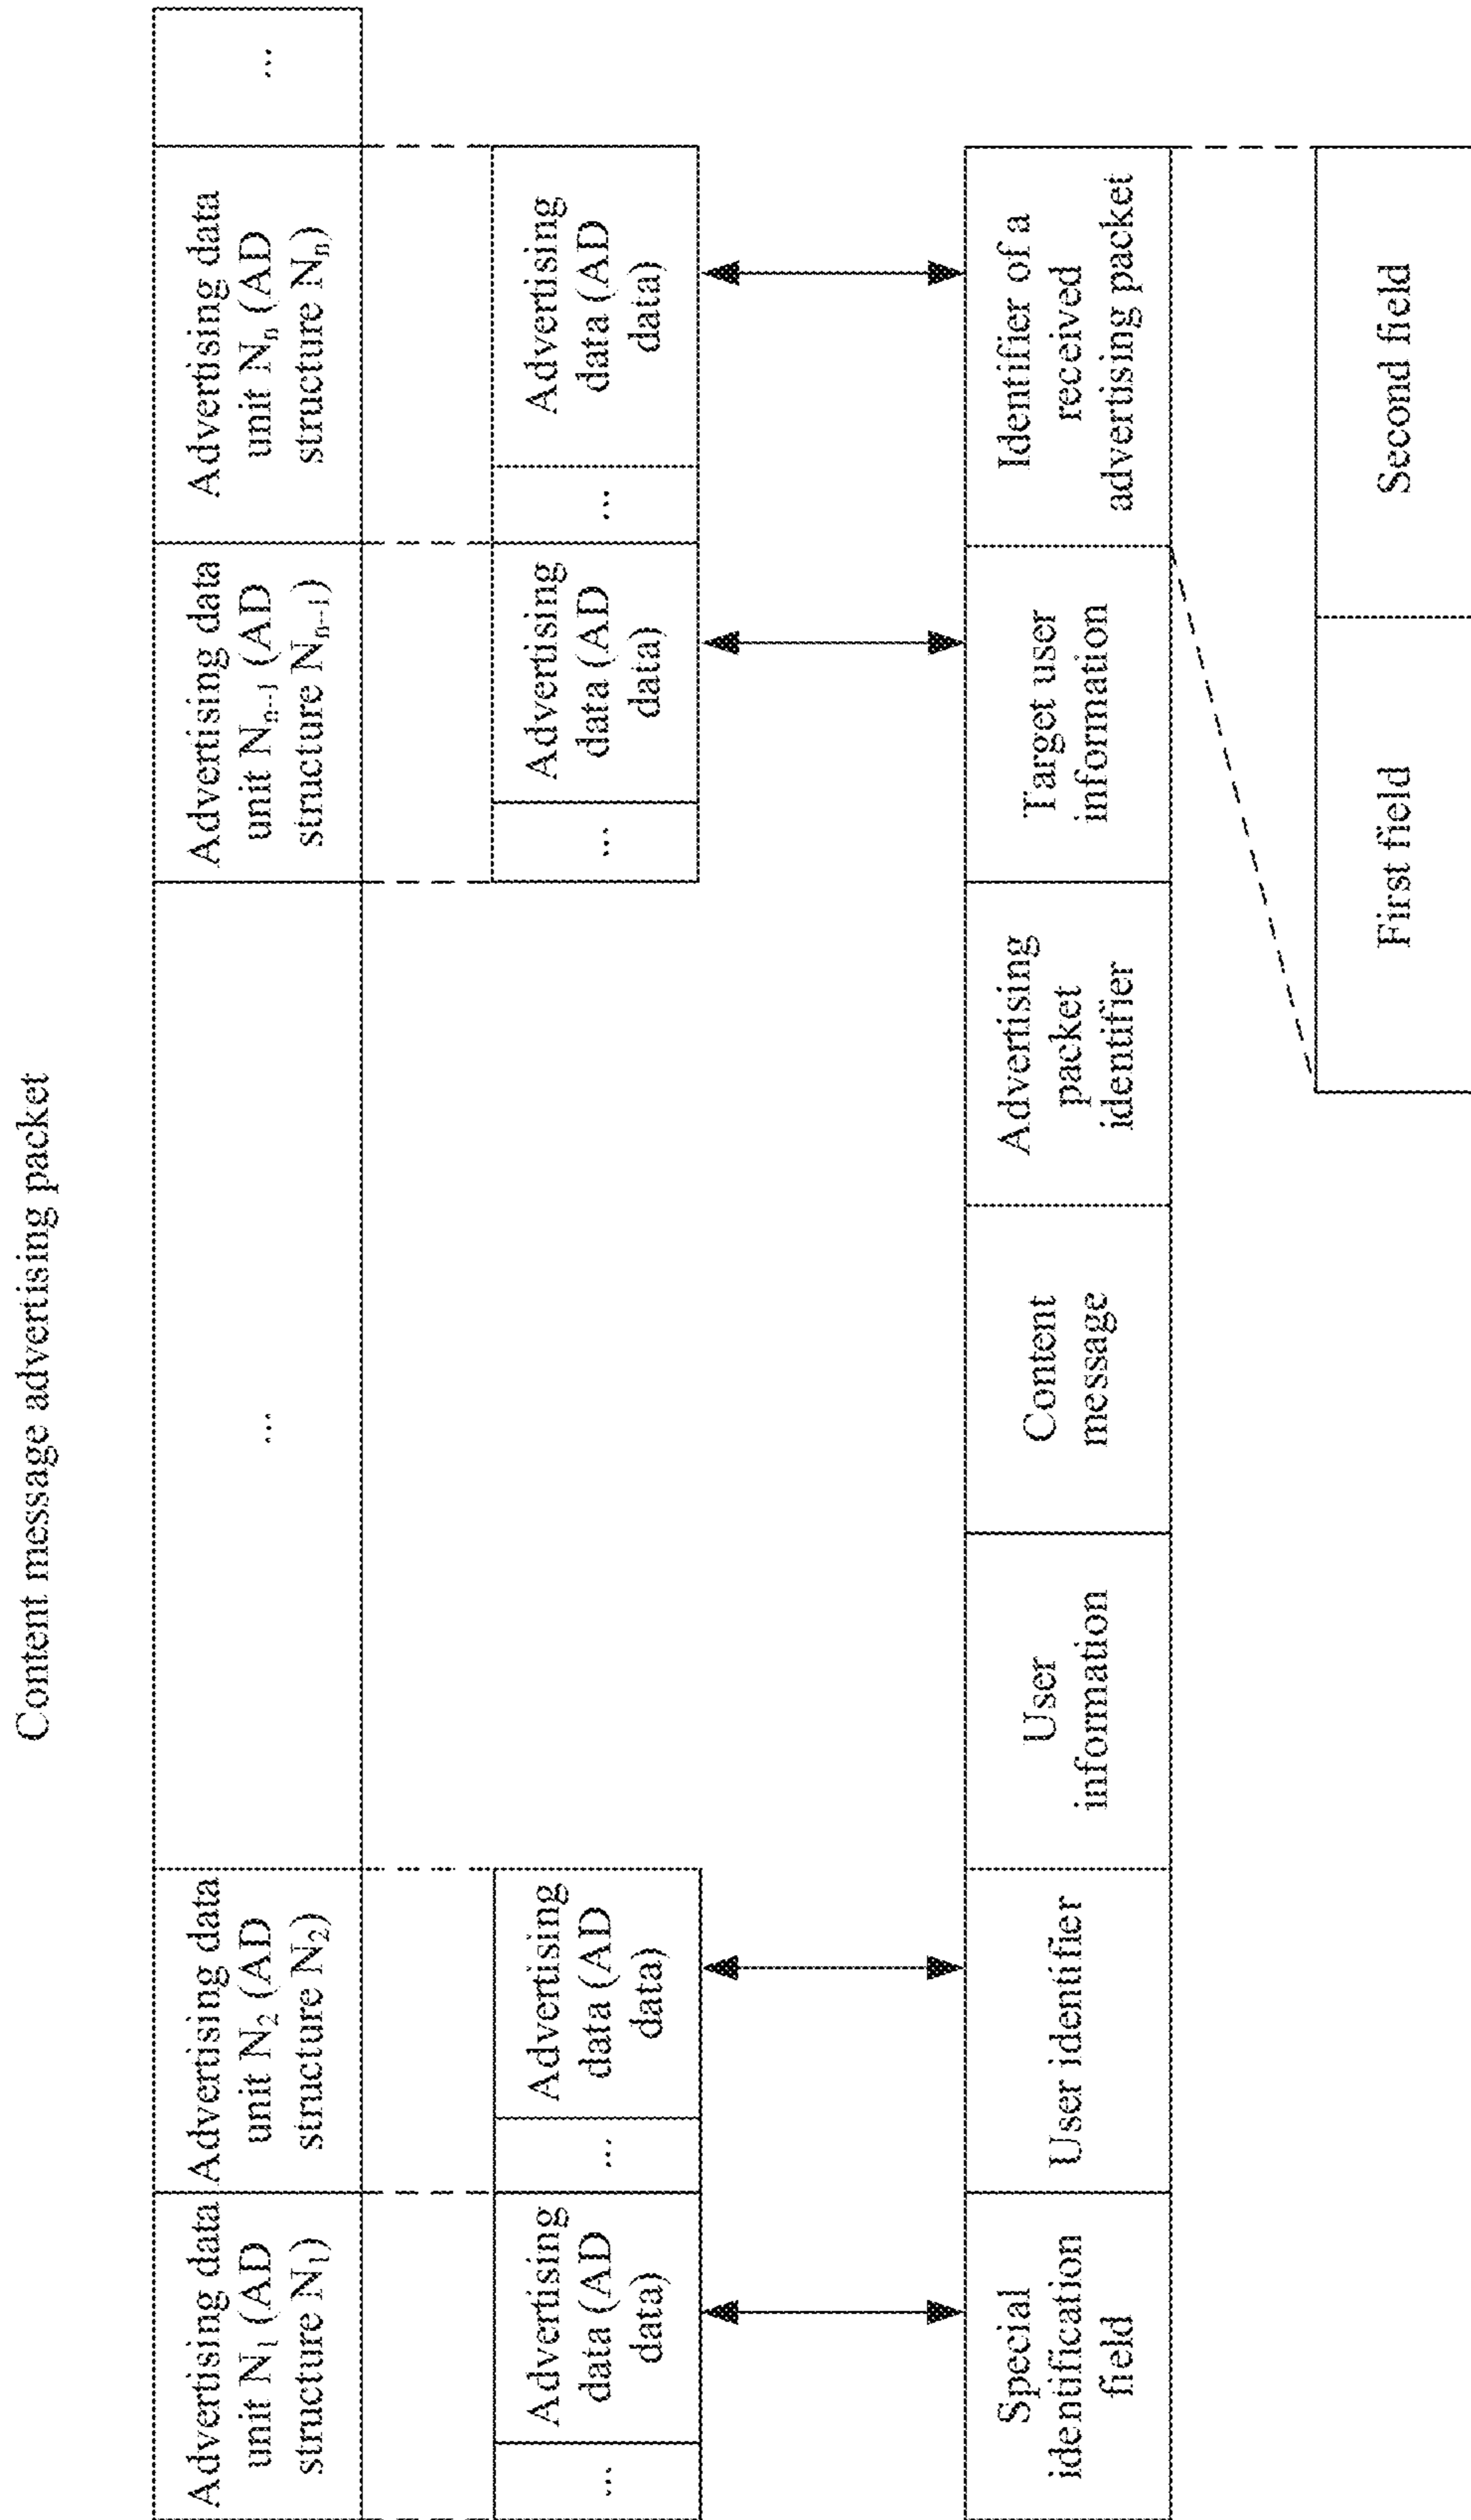 Content message advertising packet
Advertising data
unit N₁ (AD
structure N₁)
Advertising data
unit N₂ (AD
structure N₂)
...
Advertising data
unit Nₙ₋₁ (AD
structure Nₙ₋₁)
Advertising data
unit Nₙ (AD
structure Nₙ)
...
...
Advertising
data (AD
data)
...
Advertising
data (AD
data)
...
Advertising
data (AD
data)
...
Advertising
data (AD
data)
Special
identification
field
User identifier
User
information
Content
message
Advertising
packet
identifier
Target user
information
Identifier of a
received
advertising packet
First field
Second field